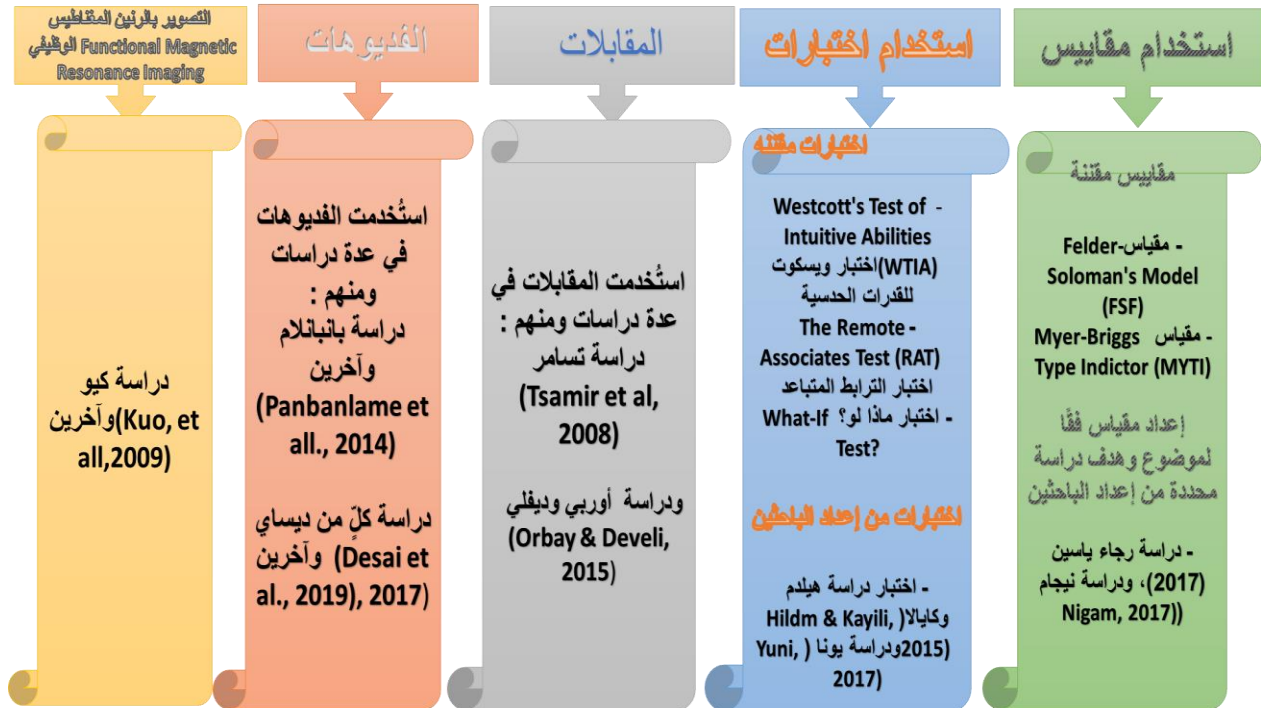 استخدام مقاييس
مقاييس مقننة
- مقياس Felder-
Soloman's Model
(FSF)
- مقياس Myer-Briggs
Type Indictor (MYTI)
إعداد مقياس فقًا
لموضوع وهدف دراسة
محددة من إعداد الباحثين
- دراسة رجاء ياسين
(2017)، ودراسة نيجام
Nigam, 2017))
استخدام اختبارات
اختبارات مقننه
Westcott's Test of -
Intuitive Abilities
(WTIA)اختبار ويسكوت
للقدرات الحدسية
The Remote -
Associates Test (RAT)
اختبار الترابط المتباعد
- اختبار ماذا لو؟ What-If
Test?
اختبارات من إعداد الباحثين
- اختبار دراسة هيلدم
وكايالا( Hildm & Kayili,
2015)ودراسة يونا ( Yuni,
2017)
المقابلات
استُخدمت المقابلات في
عدة دراسات ومنهم :
دراسة تسامر
(Tsamir et al,
2008)
ودراسة أوربي وديفلي
(Orbay & Develi,
2015)
الفديوهات
استُخدمت الفديوهات
في عدة دراسات
ومنهم :
دراسة بانبانلام
وآخرين
(Panbanlame et
all., 2014)
دراسة كلٍ من ديساي
وآخرين (Desai et
al., 2019), 2017)
التصوير بالرنين المغناطيس
الوظيفي Functional Magnetic
Resonance Imaging
دراسة كيو
وآخرين(Kuo, et
all,2009)